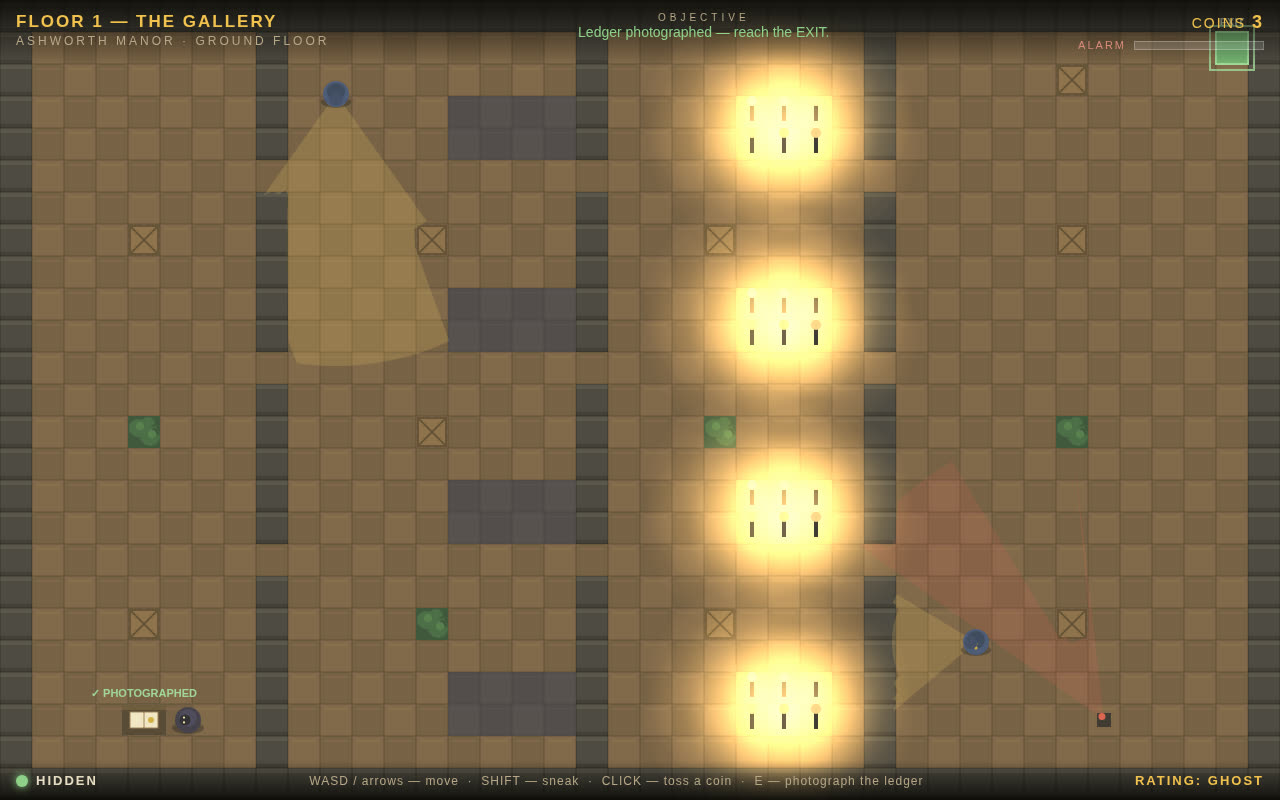 FLOOR 1 — THE GALLERY
ASHWORTH MANOR · GROUND FLOOR
OBJECTIVE
Ledger photographed — reach the EXIT.
COINS 3
ALARM
✓ PHOTOGRAPHED
HIDDEN
WASD / arrows — move · SHIFT — sneak · CLICK — toss a coin · E — photograph the ledger
RATING: GHOST